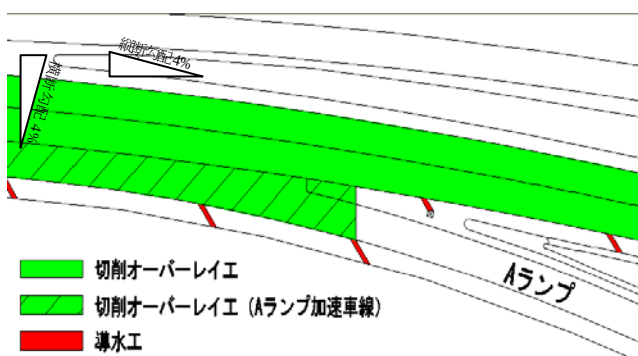 縦断勾配4%
横断勾配4%
Aランプ
切削オーバーレイ工
切削オーバーレイ工（Aランプ加速車線）
導水工